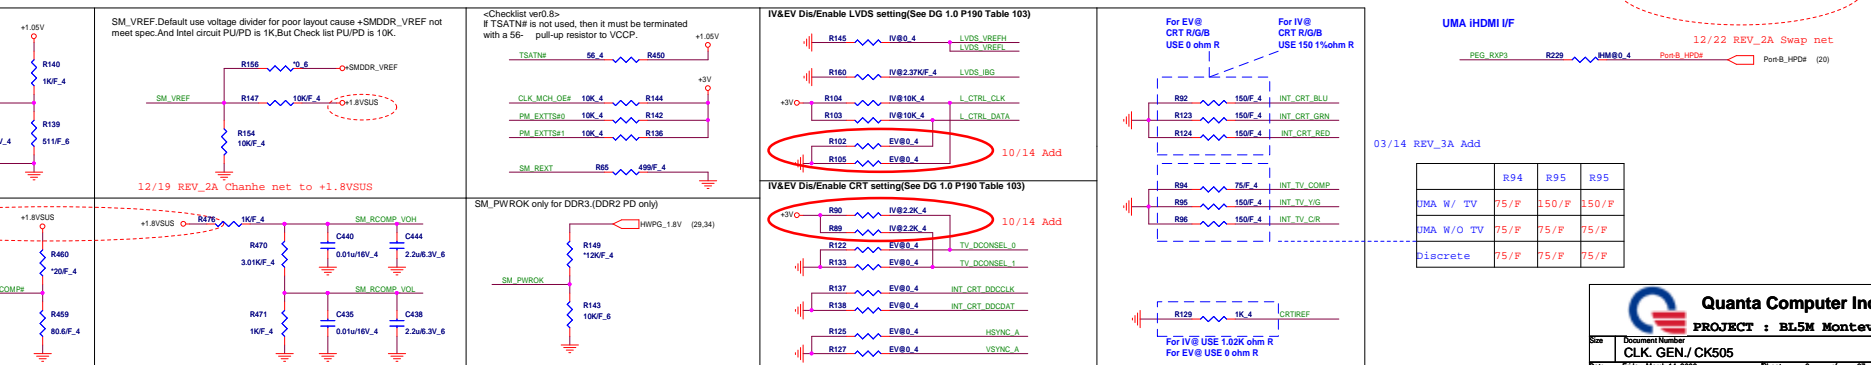 +1.05V
R140
1K/F_4
R139
511/F_6
V_4
SM_VREF.Default use voltage divider for poor layout cause +SMDDR_VREF not
meet spec.And Intel circuit PU/PD is 1K,But Check list PU/PD is 10K.
R156 *0_6 +SMDDR_VREF
SM_VREF R147 10K/F_4 +1.8VSUS
R154
10K/F_4
12/19 REV_2A Chanhe net to +1.8VSUS
<Checklist ver0.8>
If TSATN# is not used, then it must be terminated
with a 56- pull-up resistor to VCCP.
+1.05V
TSATN# 56_4 R450
+3V
CLK_MCH_OE# 10K_4 R144
PM_EXTTS#0 10K_4 R142
PM_EXTTS#1 10K_4 R136
SM_REXT R65 499/F_4
IV&EV Dis/Enable LVDS setting(See DG 1.0 P190 Table 103)
R145 IV@0_4 LVDS_VREFH
LVDS_VREFL
R160 IV@2.37K/F_4 LVDS_IBG
+3V R104 IV@10K_4 L_CTRL_CLK
R103 IV@10K_4 L_CTRL_DATA
R102 EV@0_4
R105 EV@0_4
10/14 Add
IV&EV Dis/Enable CRT setting(See DG 1.0 P190 Table 103)
+3V R90 IV@2.2K_4
R89 IV@2.2K_4
10/14 Add
R122 EV@0_4 TV_DCONSEL_0
R133 EV@0_4 TV_DCONSEL_1
R137 EV@0_4 INT_CRT_DDCCLK
R138 EV@0_4 INT_CRT_DDCDAT
R125 EV@0_4 HSYNC_A
R127 EV@0_4 VSYNC_A
For EV@
CRT R/G/B
USE 0 ohm R
For IV@
CRT R/G/B
USE 150 1%ohm R
R92 150/F_4 INT_CRT_BLU
R123 150/F_4 INT_CRT_GRN
R124 150/F_4 INT_CRT_RED
R94 75/F_4 INT_TV_COMP
R95 150/F_4 INT_TV_Y/G
R96 150/F_4 INT_TV_C/R
R129 1K_4 CRTIREF
For IV@ USE 1.02K ohm R
For EV@ USE 0 ohm R
UMA iHDMI I/F
12/22 REV_2A Swap net
PEG_RXP3 R229 IHM@0_4 Port-B_HPD# Port-B_HPD# (20)
03/14 REV_3A Add
R94 R95 R95
UMA W/ TV 75/F 150/F 150/F
UMA W/O TV 75/F 75/F 75/F
Discrete 75/F 75/F 75/F
+1.8VSUS
R460
*20/F_4
COMP#
R459
80.6/F_4
+1.8VSUS R476 1K/F_4
SM_RCOMP_VOH
R470
3.01K/F_4
C440
0.01u/16V_4
C444
2.2u/6.3V_6
SM_RCOMP_VOL
R471
1K/F_4
C435
0.01u/16V_4
C438
2.2u/6.3V_6
SM_PWROK only for DDR3.(DDR2 PD only)
HWPG_1.8V (29,34)
R149
*12K/F_4
SM_PWROK
R143
10K/F_6
Quanta Computer Inc
PROJECT : BL5M Montev
Size Document Number
CLK. GEN./ CK505